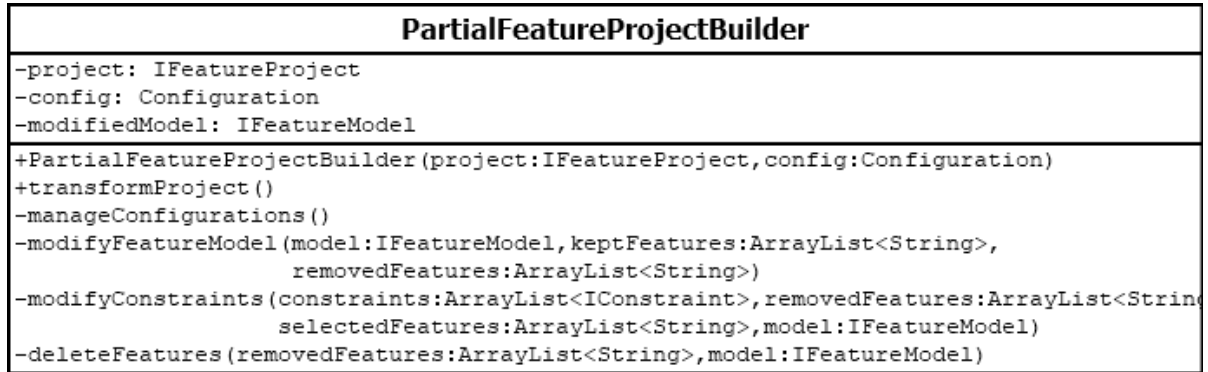 PartialFeatureProjectBuilder
-project: IFeatureProject
-config: Configuration
-modifiedModel: IFeatureModel
+PartialFeatureProjectBuilder(project:IFeatureProject,config:Configuration)
+transformProject()
-manageConfigurations()
-modifyFeatureModel(model:IFeatureModel,keptFeatures:ArrayList<String>,
removedFeatures:ArrayList<String>)
-modifyConstraints(constraints:ArrayList<IConstraint>,removedFeatures:ArrayList<String
selectedFeatures:ArrayList<String>,model:IFeatureModel)
-deleteFeatures(removedFeatures:ArrayList<String>,model:IFeatureModel)